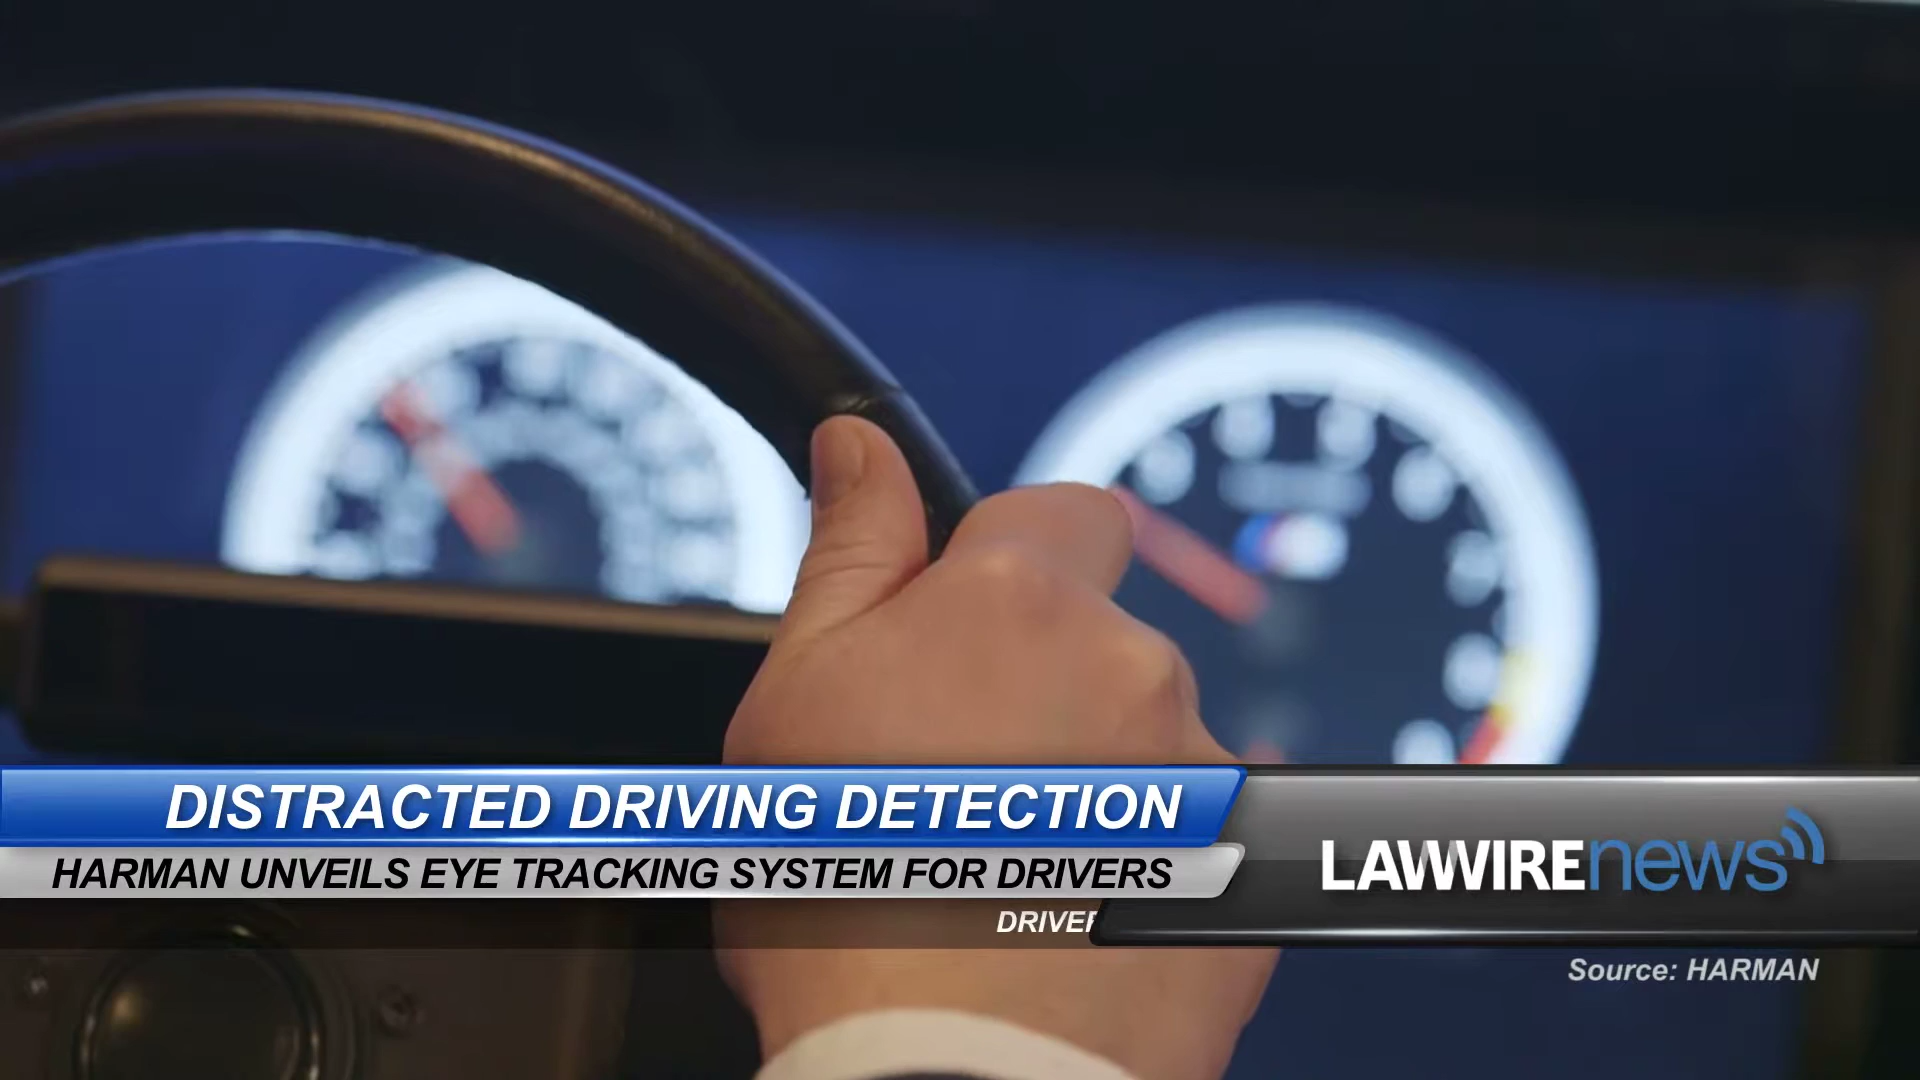 DISTRACTED DRIVING DETECTION
HARMAN UNVEILS EYE TRACKING SYSTEM FOR DRIVERS
LAWWIREnews
Source: HARMAN